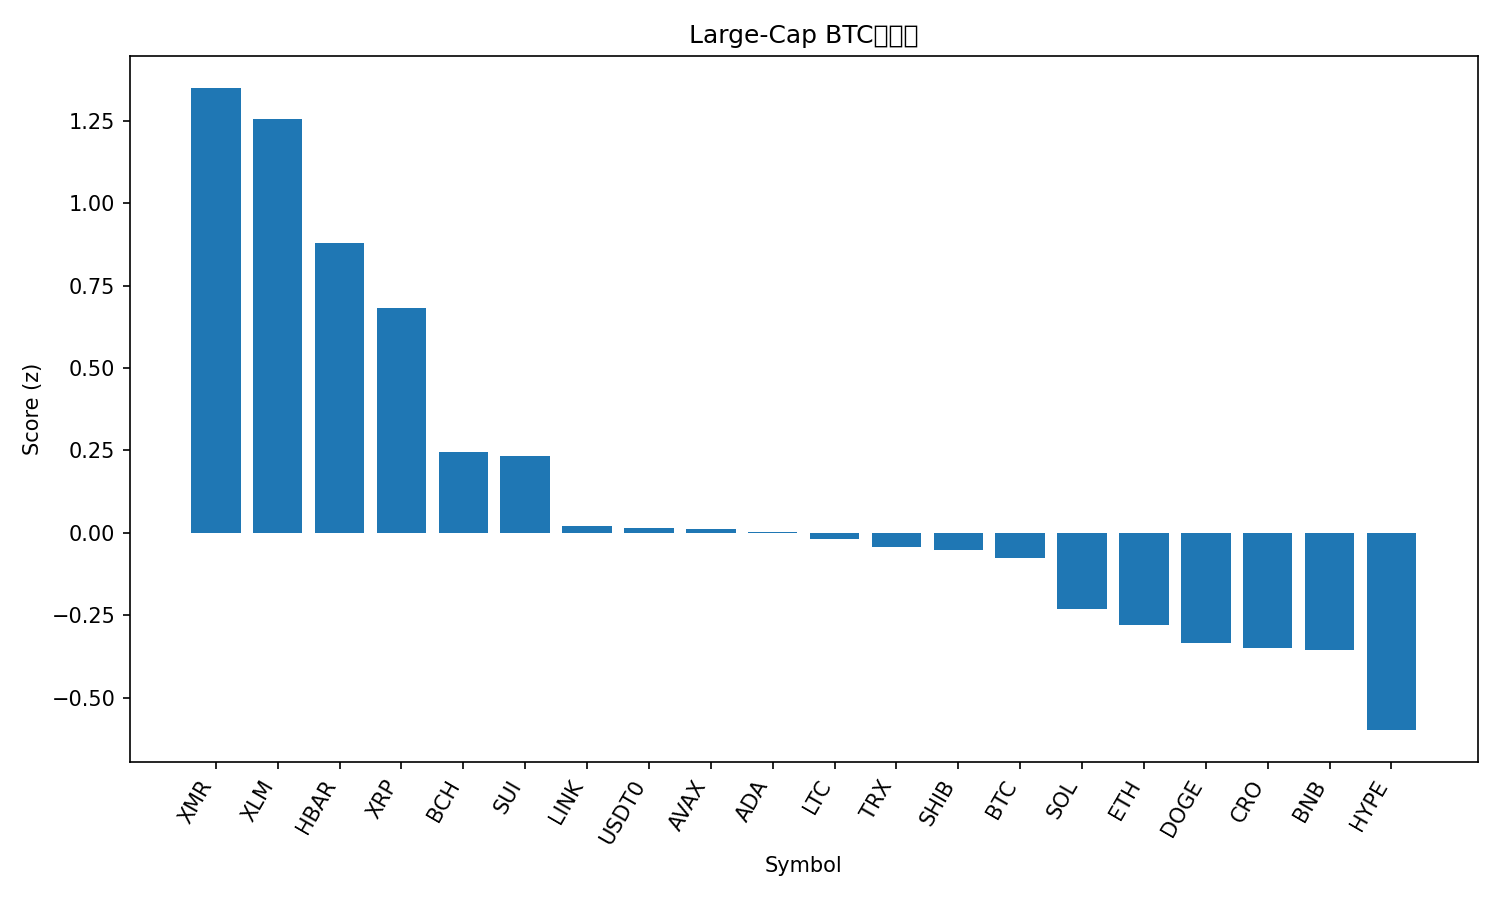 Large-Cap BTC
1.25
1.00
0.75
0.50
0.25
0.00
−0.25
−0.50
Score (z)
XMR
XLM
HBAR
XRP
BCH
SUI
LINK
USDT0
AVAX
ADA
LTC
TRX
SHIB
BTC
SOL
ETH
DOGE
CRO
BNB
HYPE
Symbol